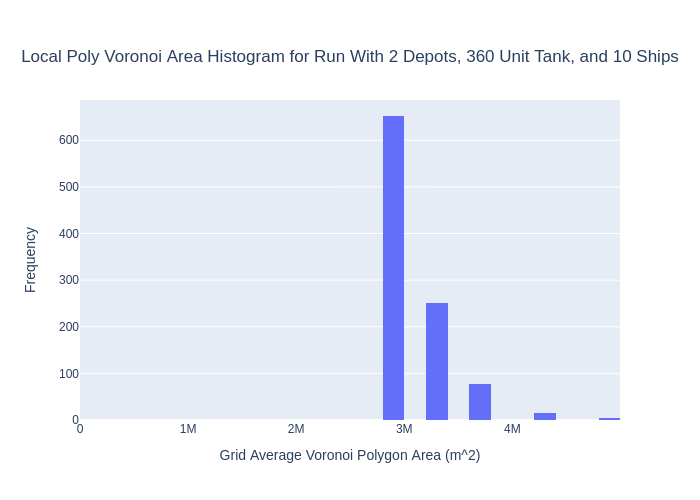 Local Poly Voronoi Area Histogram for Run With 2 Depots, 360 Unit Tank, and 10 Ships
600
500
400
300
200
100
0
Frequency
0 1M 2M 3M 4M
Grid Average Voronoi Polygon Area (m^2)